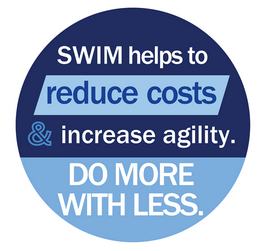 SWIM helps to
reduce costs
& increase agility.
DO MORE
WITH LESS.